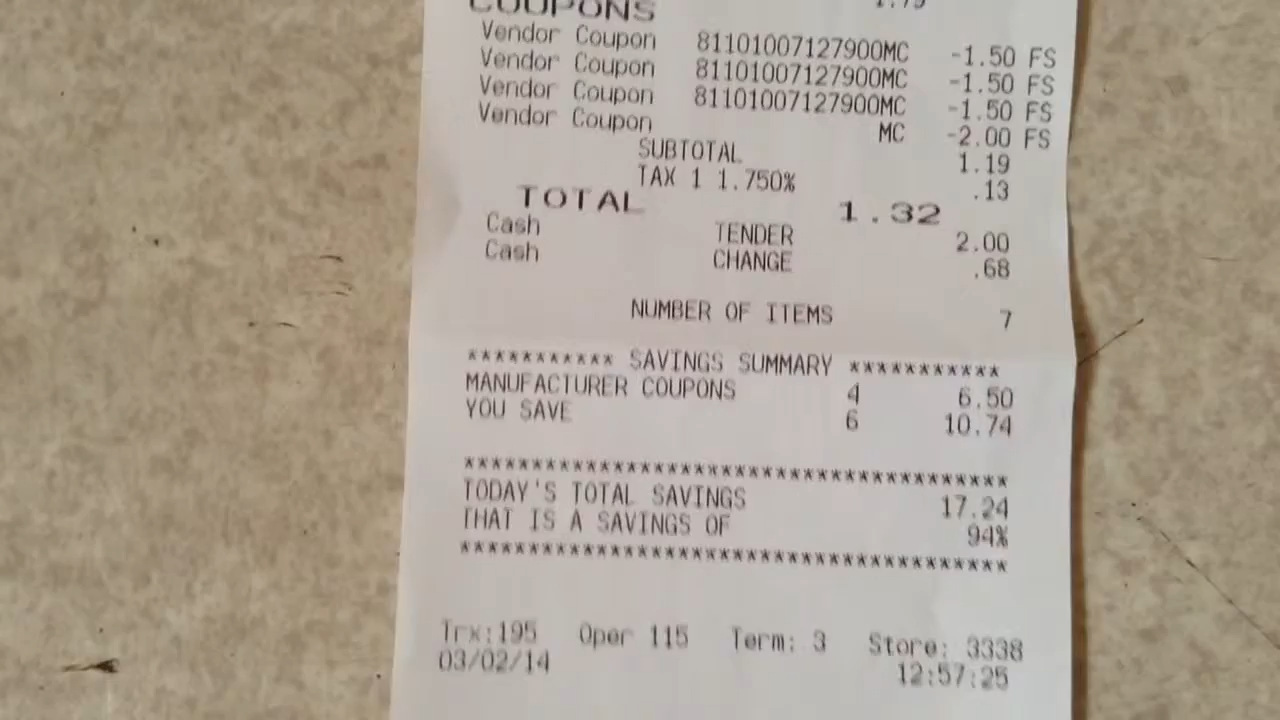 COUPONS 1.79
Vendor Coupon 81101007127900MC -1.50 FS
Vendor Coupon 81101007127900MC -1.50 FS
Vendor Coupon 81101007127900MC -1.50 FS
Vendor Coupon MC -2.00 FS
SUBTOTAL 1.19
TAX 1 1.750% .13
TOTAL 1.32
Cash TENDER 2.00
Cash CHANGE .68
NUMBER OF ITEMS 7
*********** SAVINGS SUMMARY ***********
MANUFACTURER COUPONS 4 6.50
YOU SAVE 6 10.74
****************************************
TODAY'S TOTAL SAVINGS 17.24
THAT IS A SAVINGS OF 94%
****************************************
Trx:195 Oper 115 Term: 3 Store: 3338
03/02/14 12:57:25